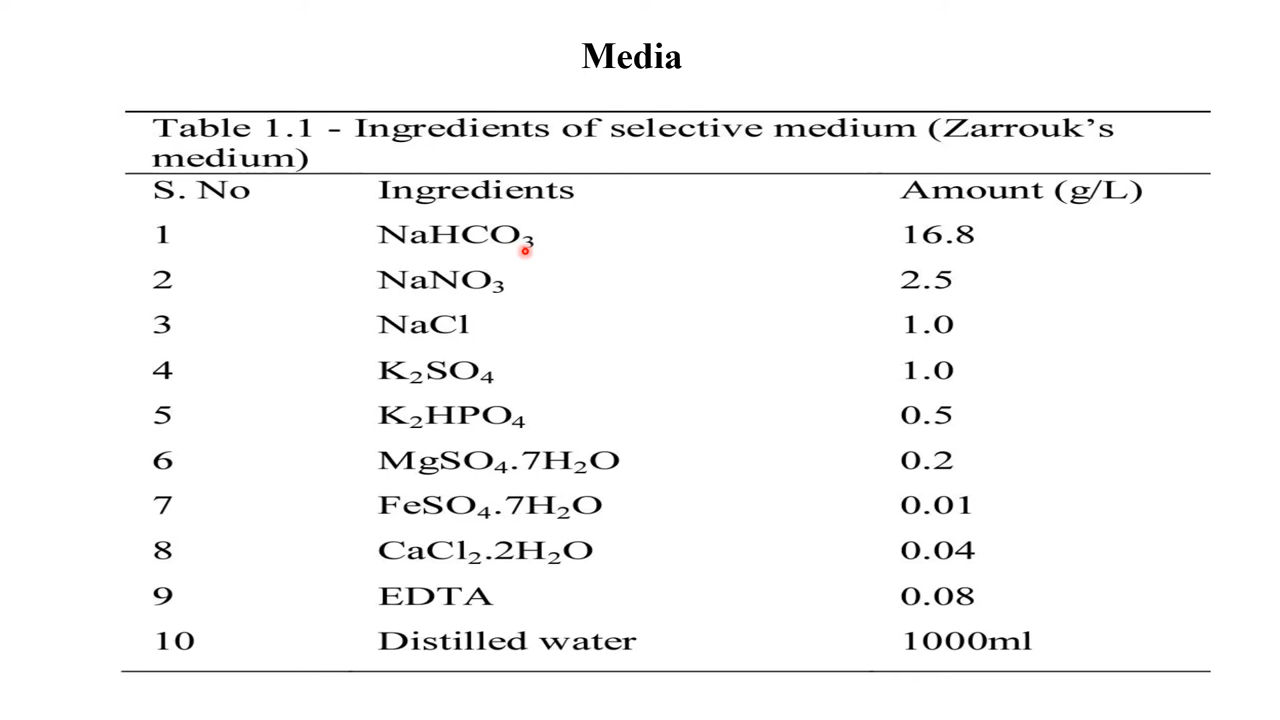 Media
Table 1.1 - Ingredients of selective medium (Zarrouk's
medium)
S. No Ingredients Amount (g/L)
1 NaHCO₃ 16.8
2 NaNO₃ 2.5
3 NaCl 1.0
4 K₂SO₄ 1.0
5 K₂HPO₄ 0.5
6 MgSO₄.7H₂O 0.2
7 FeSO₄.7H₂O 0.01
8 CaCl₂.2H₂O 0.04
9 EDTA 0.08
10 Distilled water 1000ml